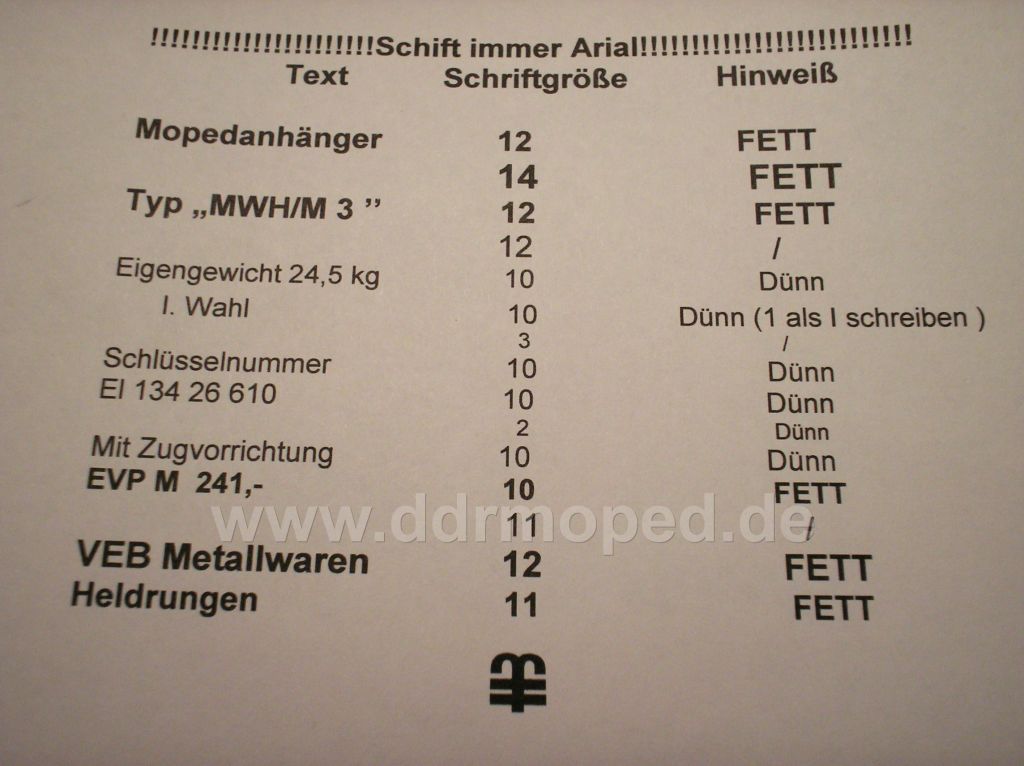 !!!!!!!!!!!!!!!!!!!!!!Schift immer Arial!!!!!!!!!!!!!!!!!!!!!!!!!!
Text Schriftgröße Hinweiß
Mopedanhänger 12 FETT
14 FETT
Typ „MWH/M 3 ” 12 FETT
12 /
Eigengewicht 24,5 kg 10 Dünn
I. Wahl 10 Dünn (1 als I schreiben )
3 /
Schlüsselnummer 10 Dünn
El 134 26 610 10 Dünn
2 Dünn
Mit Zugvorrichtung 10 Dünn
EVP M 241,- 10 FETT
www.ddrmoped.de
11 /
VEB Metallwaren 12 FETT
Heldrungen 11 FETT